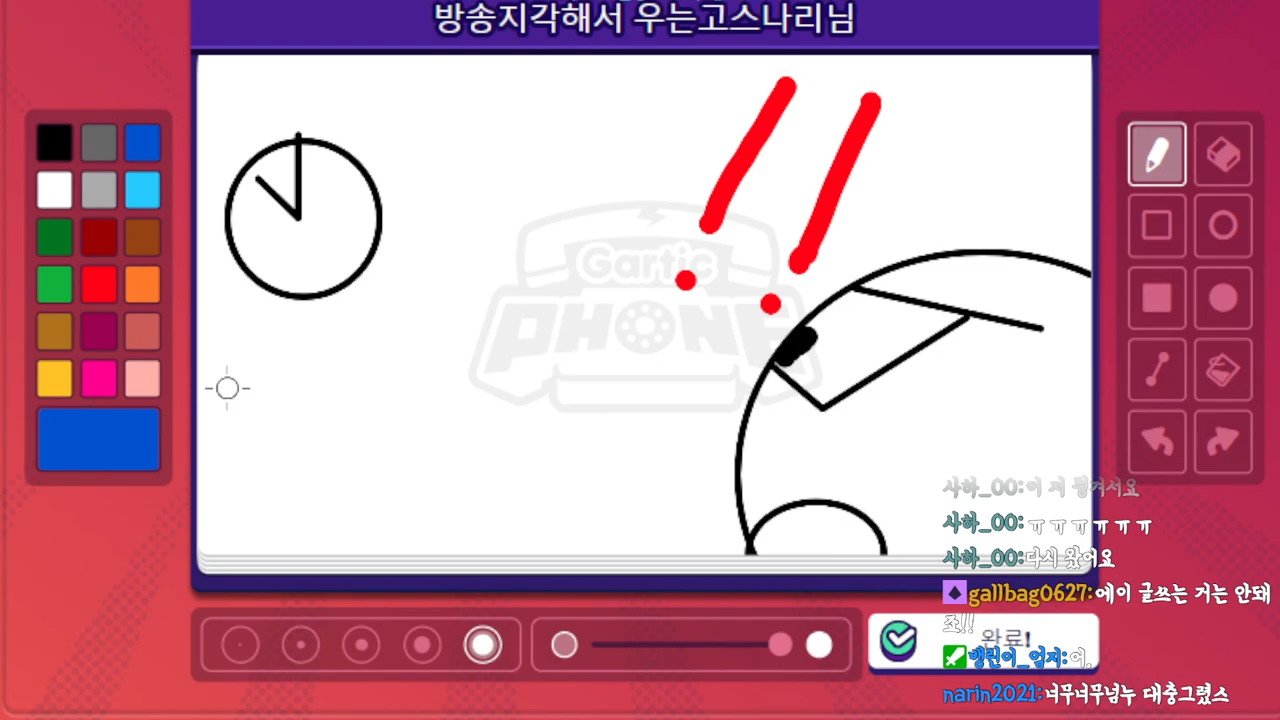 방송지각해서 우는고스나리님
Gartic
PHONE
사하_00:어 저 튕겨서요
사하_00:ㅠㅠㅠㅠㅠㅠ
사하_00:다시 왔어요
gallbag0627:에이 글쓰는 거는 안돼
죠!!
완료!
뱅린이_엄지:어,
narin2021:너무너무넘누 대충그렸스